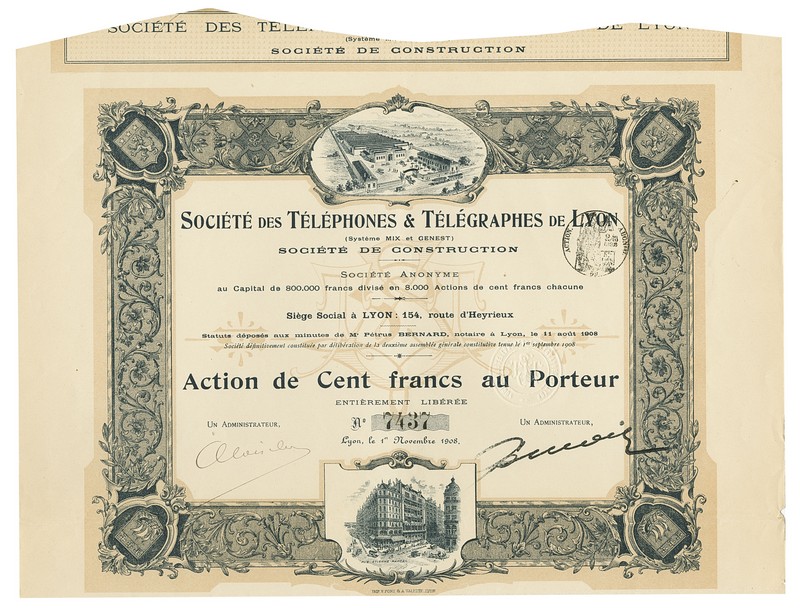 SOCIÉTÉ DES TELE DE LYON
(Système M
SOCIÉTÉ DE CONSTRUCTION
SOCIÉTÉ DES TÉLÉPHONES & TÉLÉGRAPHES DE LYON
(Système MIX et GENEST)
SOCIÉTÉ DE CONSTRUCTION
SOCIÉTÉ ANONYME
au Capital de 800.000 francs divisé en 8.000 Actions de cent francs chacune
Siège Social à LYON : 154, route d'Heyrieux
Statuts déposés aux minutes de Me Pétrus BERNARD, notaire à Lyon, le 11 août 1908
Société définitivement constituée par délibération de la deuxième assemblée générale constitutive tenue le 1er septembre 1908
Action de Cent francs au Porteur
ENTIÈREMENT LIBÉRÉE
UN ADMINISTRATEUR,
No 7437
UN ADMINISTRATEUR,
Lyon, le 1er Novembre 1908.